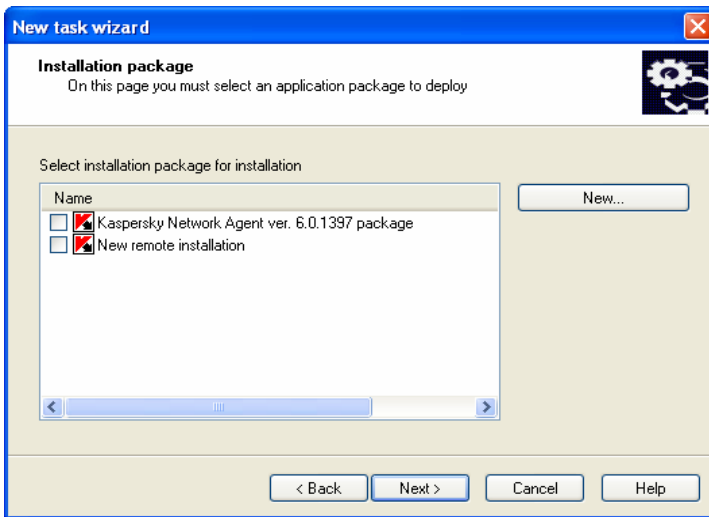 New task wizard
Installation package
On this page you must select an application package to deploy
Select installation package for installation
Name
New...
Kaspersky Network Agent ver. 6.0.1397 package
New remote installation
< Back
Next >
Cancel
Help